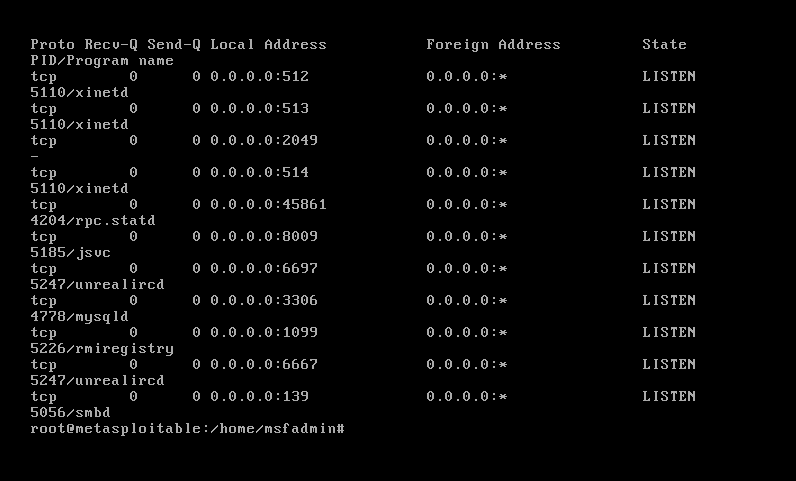 Proto Recv-Q Send-Q Local Address           Foreign Address         State
PID/Program name
tcp        0      0 0.0.0.0:512             0.0.0.0:*               LISTEN
5110/xinetd
tcp        0      0 0.0.0.0:513             0.0.0.0:*               LISTEN
5110/xinetd
tcp        0      0 0.0.0.0:2049            0.0.0.0:*               LISTEN
-
tcp        0      0 0.0.0.0:514             0.0.0.0:*               LISTEN
5110/xinetd
tcp        0      0 0.0.0.0:45861           0.0.0.0:*               LISTEN
4204/rpc.statd
tcp        0      0 0.0.0.0:8009            0.0.0.0:*               LISTEN
5185/jsvc
tcp        0      0 0.0.0.0:6697            0.0.0.0:*               LISTEN
5247/unrealircd
tcp        0      0 0.0.0.0:3306            0.0.0.0:*               LISTEN
4778/mysqld
tcp        0      0 0.0.0.0:1099            0.0.0.0:*               LISTEN
5226/rmiregistry
tcp        0      0 0.0.0.0:6667            0.0.0.0:*               LISTEN
5247/unrealircd
tcp        0      0 0.0.0.0:139             0.0.0.0:*               LISTEN
5056/smbd
root@metasploitable:/home/msfadmin#